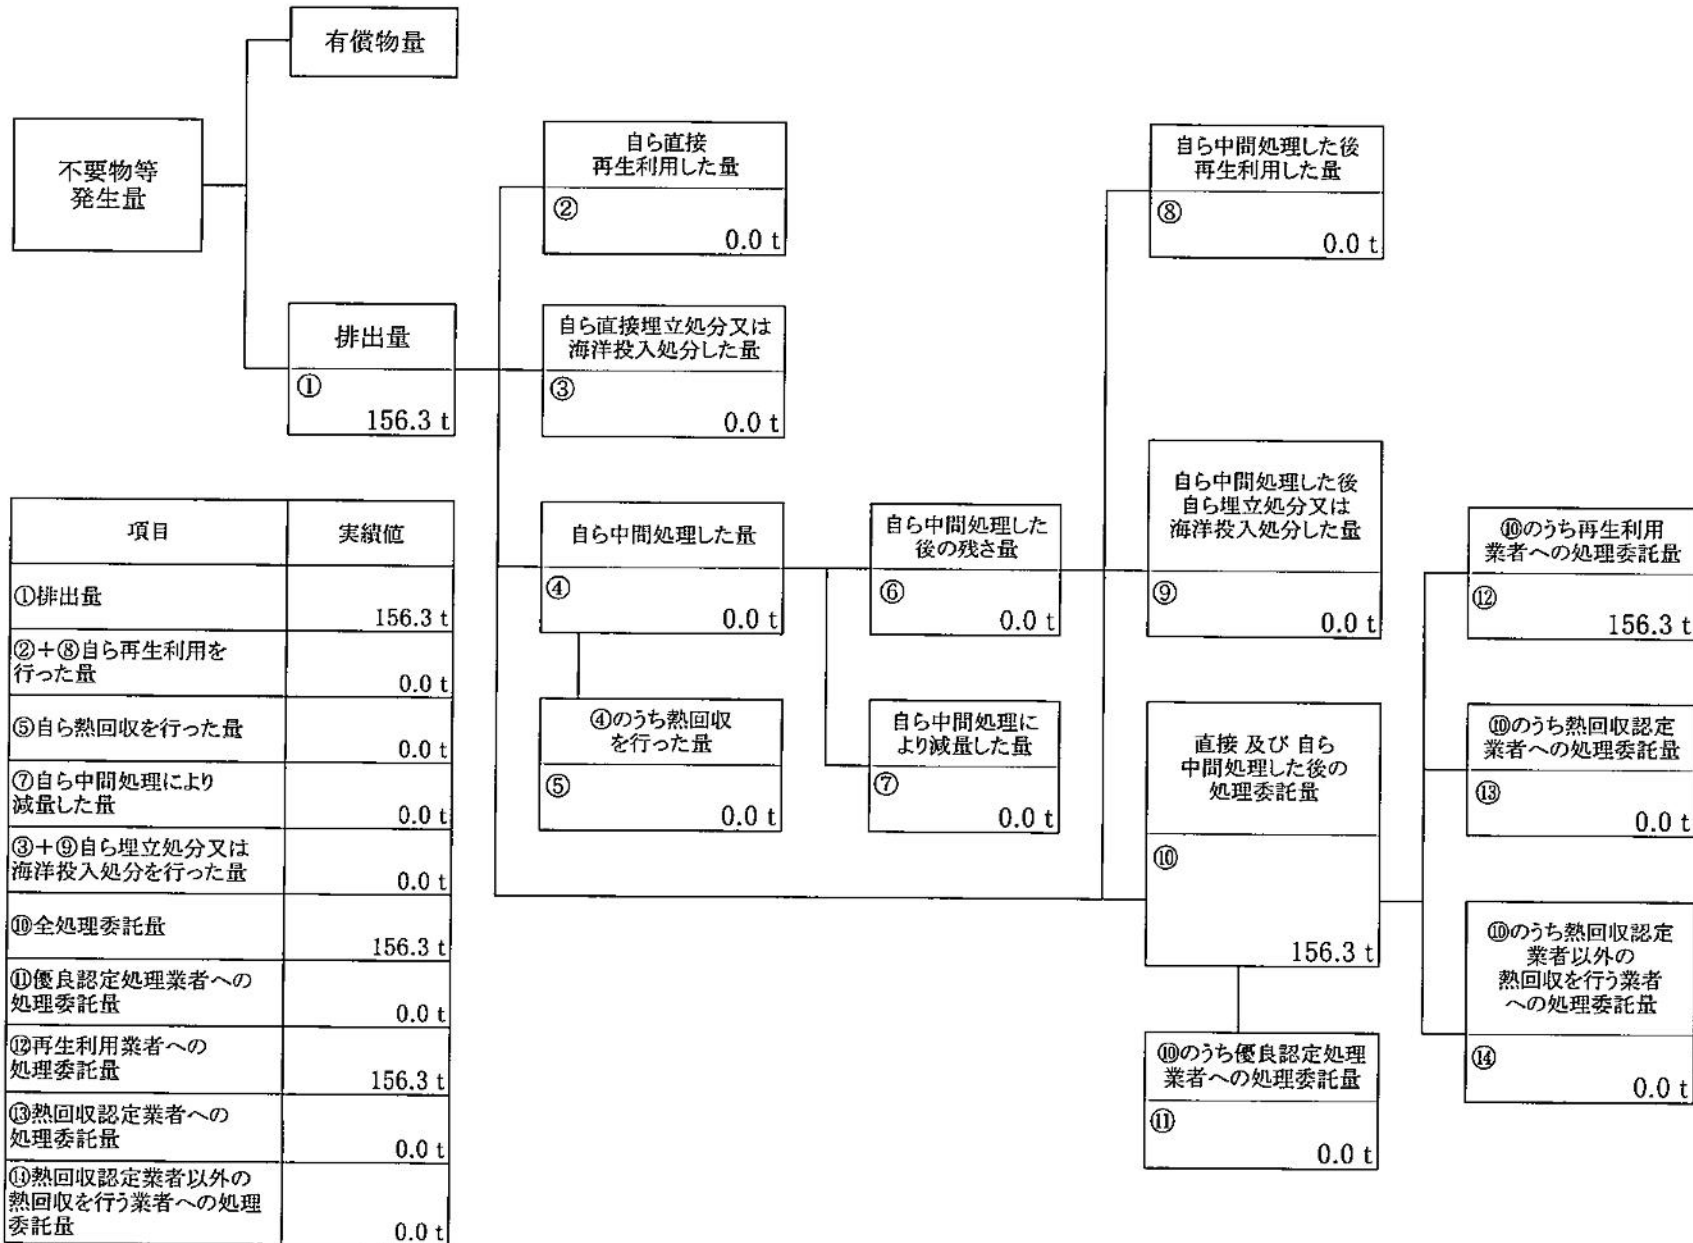 有償物量
不要物等
発生量
排出量
①
156.3 t
自ら直接
再生利用した量
②
0.0 t
自ら直接埋立処分又は
海洋投入処分した量
③
0.0 t
自ら中間処理した量
④
0.0 t
④のうち熱回収
を行った量
⑤
0.0 t
自ら中間処理した
後の残さ量
⑥
0.0 t
自ら中間処理に
より減量した量
⑦
0.0 t
自ら中間処理した後
再生利用した量
⑧
0.0 t
自ら中間処理した後
自ら埋立処分又は
海洋投入処分した量
⑨
0.0 t
直接 及び 自ら
中間処理した後の
処理委託量
⑩
156.3 t
⑩のうち優良認定処理
業者への処理委託量
⑪
0.0 t
⑩のうち再生利用
業者への処理委託量
⑫
156.3 t
⑩のうち熱回収認定
業者への処理委託量
⑬
0.0 t
⑩のうち熱回収認定
業者以外の
熱回収を行う業者
への処理委託量
⑭
0.0 t
項目 実績値
①排出量
156.3 t
②+⑧自ら再生利用を
行った量
0.0 t
⑤自ら熱回収を行った量
0.0 t
⑦自ら中間処理により
減量した量
0.0 t
③+⑨自ら埋立処分又は
海洋投入処分を行った量
0.0 t
⑩全処理委託量
156.3 t
⑪優良認定処理業者への
処理委託量
0.0 t
⑫再生利用業者への
処理委託量
156.3 t
⑬熱回収認定業者への
処理委託量
0.0 t
⑭熱回収認定業者以外の
熱回収を行う業者への処理
委託量
0.0 t